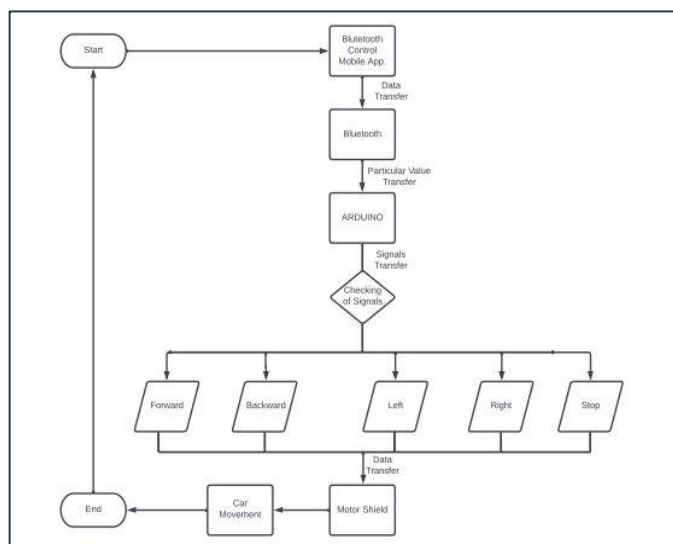 Start
Blutetooth
Control
Mobile App.
Data
Transfer
Bluetooth
Particular Value
Transfer
ARDUINO
Signals
Transfer
Checking
of Signals
Forward
Backward
Left
Right
Stop
Data
Transfer
End
Car
Movement
Motor Shield